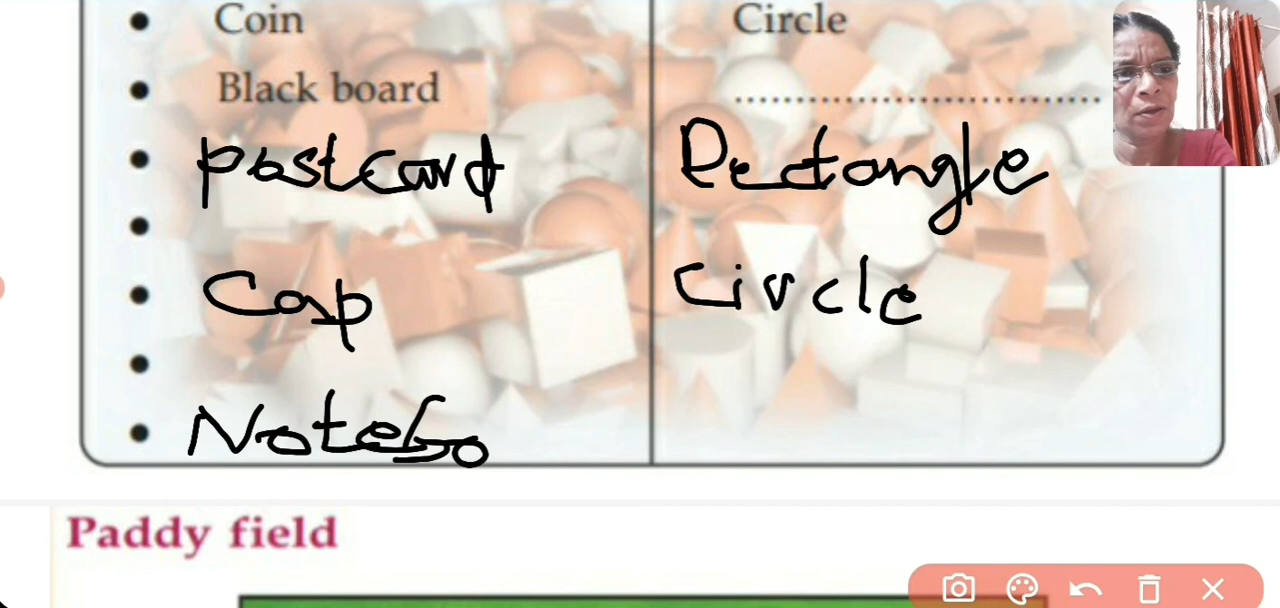 Coin Circle
Black board ..............................
postcard Rectangle
Cap Circle
Notebo
Paddy field